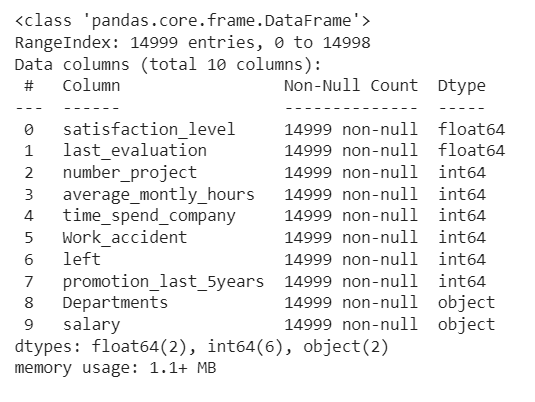 <class 'pandas.core.frame.DataFrame'>
RangeIndex: 14999 entries, 0 to 14998
Data columns (total 10 columns):
 #   Column                 Non-Null Count  Dtype
---  ------                 --------------  -----
 0   satisfaction_level     14999 non-null  float64
 1   last_evaluation        14999 non-null  float64
 2   number_project         14999 non-null  int64
 3   average_montly_hours   14999 non-null  int64
 4   time_spend_company     14999 non-null  int64
 5   Work_accident          14999 non-null  int64
 6   left                   14999 non-null  int64
 7   promotion_last_5years  14999 non-null  int64
 8   Departments            14999 non-null  object
 9   salary                 14999 non-null  object
dtypes: float64(2), int64(6), object(2)
memory usage: 1.1+ MB